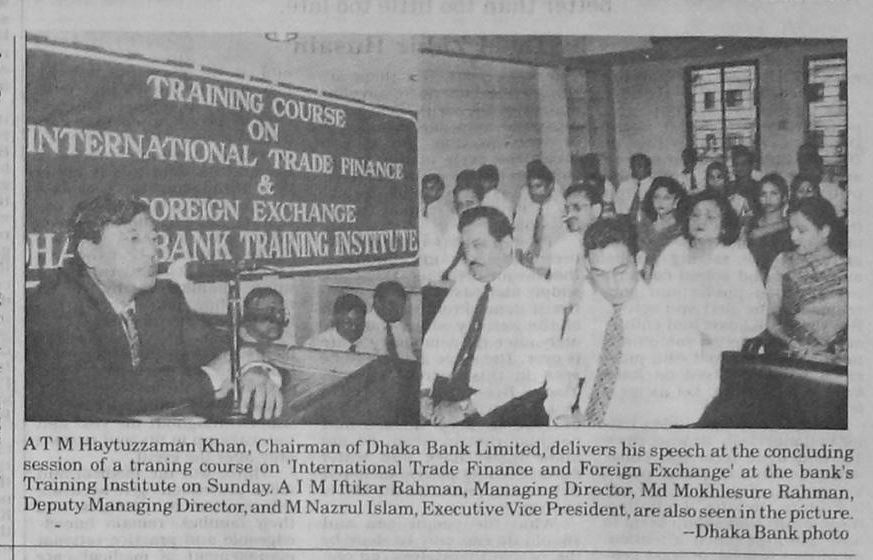 TRAINING COURSE
ON
INTERNATIONAL TRADE FINANCE
&
FOREIGN EXCHANGE
DHA BANK TRAINING INSTITUTE
A T M Haytuzzaman Khan, Chairman of Dhaka Bank Limited, delivers his speech at the concluding
session of a traning course on 'International Trade Finance and Foreign Exchange' at the bank's
Training Institute on Sunday. A I M Iftikar Rahman, Managing Director, Md Mokhlesure Rahman,
Deputy Managing Director, and M Nazrul Islam, Executive Vice President, are also seen in the picture.
--Dhaka Bank photo